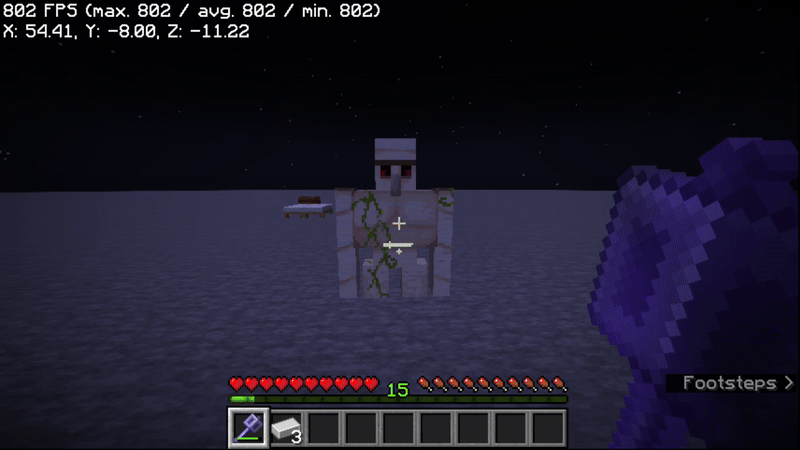 802 FPS (max. 802 / avg. 802 / min. 802)
X: 54.41, Y: -8.00, Z: -11.22
15
Footsteps >
3